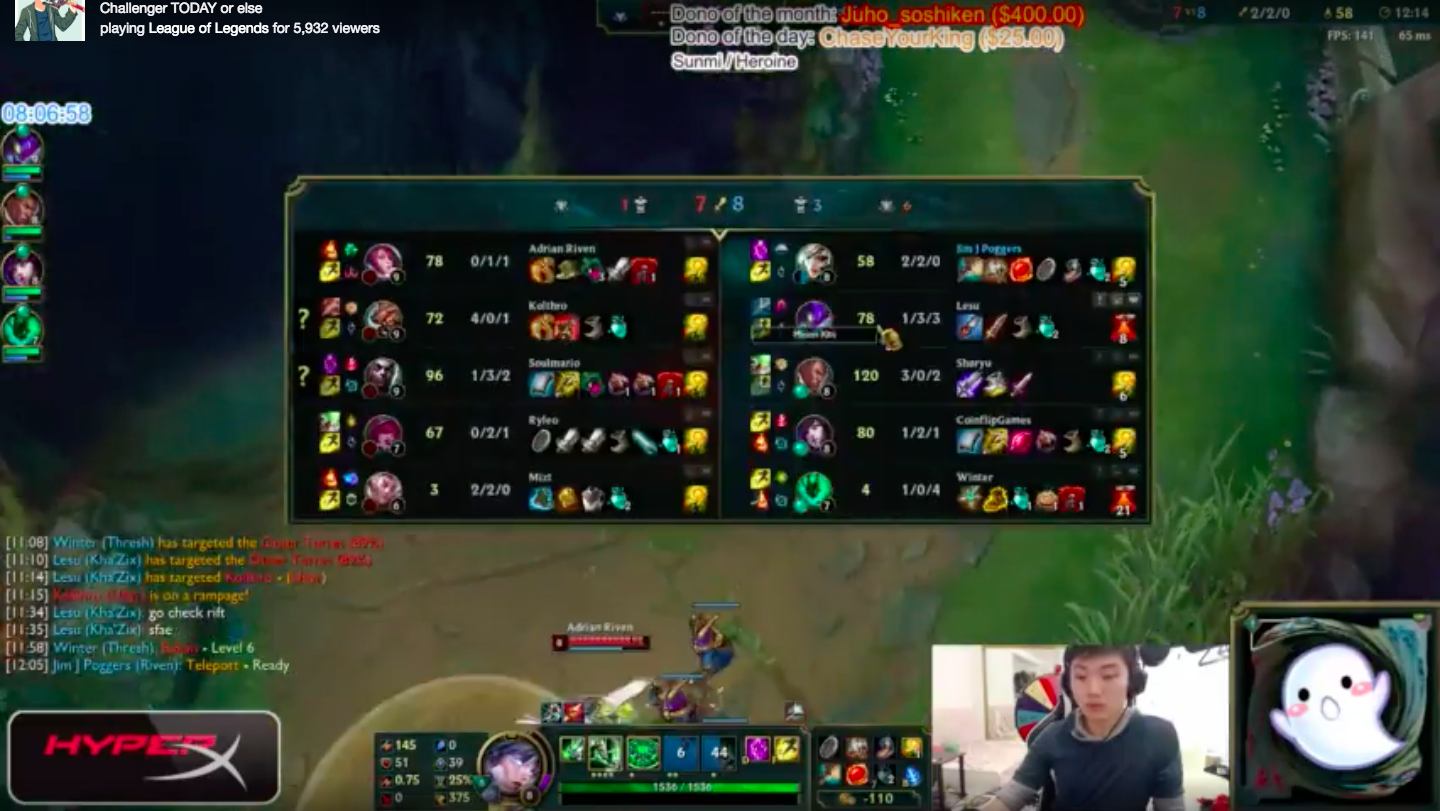 Challenger TODAY or else
playing League of Legends for 5,932 viewers
Dono of the month: Juho_soshiken ($400.00)
Dono of the day: ChaseYourKing ($25.00)
Sunmi / Heroine
7 vs 8 2/2/0 58 12:14
FPS: 141 65 ms
08:06:58
1 7 8 3 6
Adrian Riven
78 0/1/1
Kolthro
? 72 4/0/1
Soulmario
? 96 1/3/2
Ryleo
67 0/2/1
Mizt
3 2/2/0
Jim J Poggers
58 2/2/0
5
Lesu
78 1/3/3
8
Minion Kills
Sharyu
120 3/0/2
6
CoinflipGames
80 1/2/1
5
Winter
4 1/0/4
21
[11:08] Winter (Thresh) has targeted the
[11:10] Lesu (Kha'Zix) has targeted the
[11:14] Lesu (Kha'Zix) has targeted Kolthro -
[11:15] is on a rampage!
[11:34] Lesu (Kha'Zix): go check rift
[11:35] Lesu (Kha'Zix): sfae
[11:58] Winter (Thresh): - Level 6
[12:05] Jim J Poggers (Riven): Teleport - Ready
Adrian Riven
HYPERX
145 0
51 39
0.75 25%
0 375
8
6 44
1536 / 1536
-110